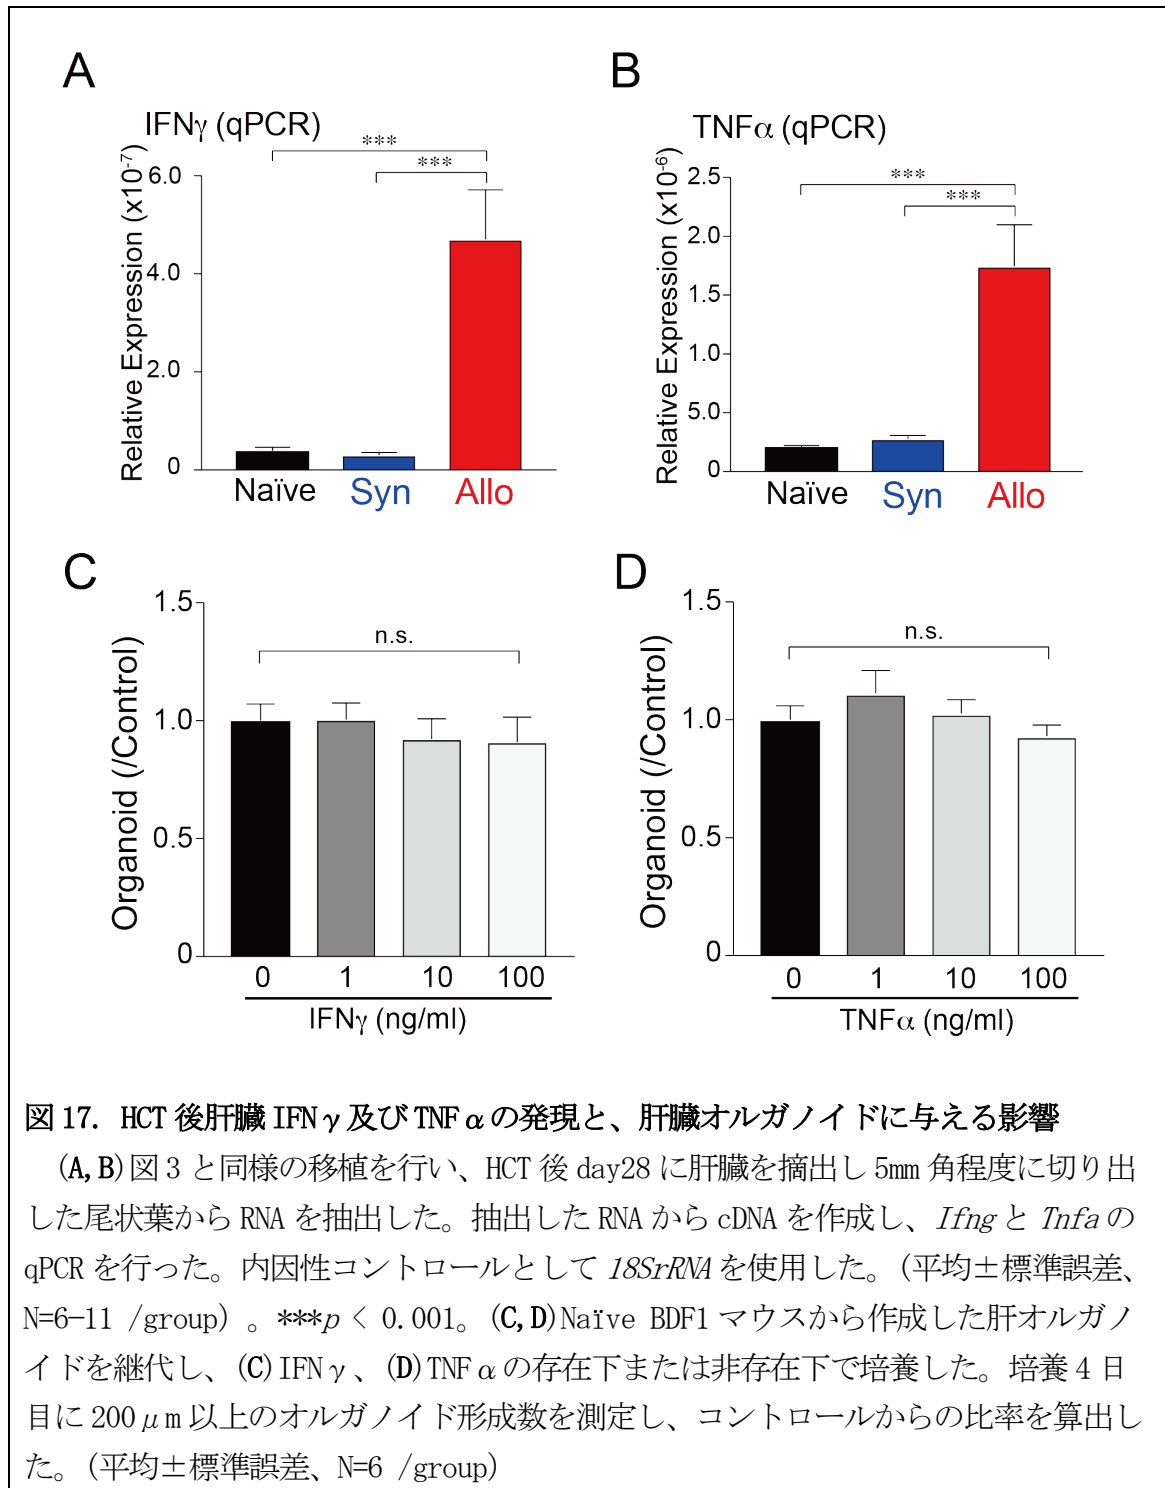 A
IFNγ (qPCR)
***
***
Relative Expression (x10⁻⁷)
6.0
4.0
2.0
0
Naïve
Syn
Allo
B
TNFα (qPCR)
***
***
Relative Expression (x10⁻⁶)
2.5
2.0
1.5
1.0
5.0
0
Naïve
Syn
Allo
C
Organoid (/Control)
1.5
1.0
0.5
0
n.s.
0 1 10 100
IFNγ (ng/ml)
D
Organoid (/Control)
1.5
1.0
0.5
0
n.s.
0 1 10 100
TNFα (ng/ml)
図 17. HCT 後肝臓 IFNγ及び TNFαの発現と、肝臓オルガノイドに与える影響
(A,B)図 3 と同様の移植を行い、HCT 後 day28 に肝臓を摘出し 5mm 角程度に切り出
した尾状葉から RNA を抽出した。抽出した RNA から cDNA を作成し、Ifng と Tnfa の
qPCR を行った。内因性コントロールとして 18SrRNA を使用した。(平均±標準誤差、
N=6-11 /group) 。***p < 0.001。(C,D)Naïve BDF1 マウスから作成した肝オルガノ
イドを継代し、(C)IFNγ、(D)TNFαの存在下または非存在下で培養した。培養 4 日
目に 200μm 以上のオルガノイド形成数を測定し、コントロールからの比率を算出し
た。(平均±標準誤差、N=6 /group)